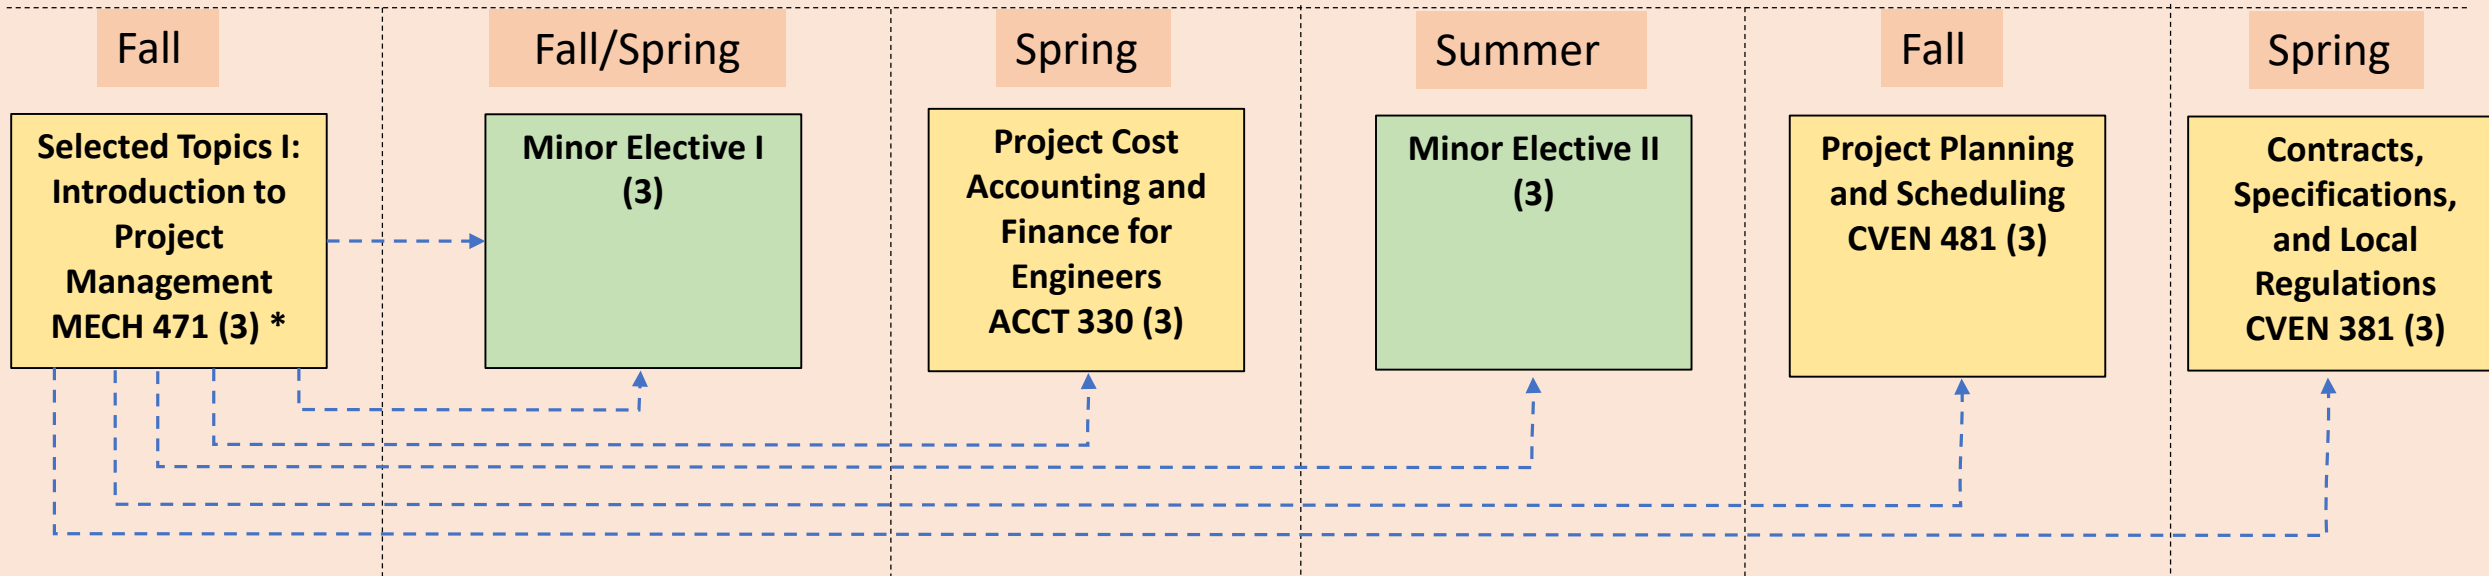 Fall
Fall/Spring
Spring
Summer
Fall
Spring
Selected Topics I:
Introduction to
Project
Management
MECH 471 (3) *
Minor Elective I
(3)
Project Cost
Accounting and
Finance for
Engineers
ACCT 330 (3)
Minor Elective II
(3)
Project Planning
and Scheduling
CVEN 481 (3)
Contracts,
Specifications,
and Local
Regulations
CVEN 381 (3)